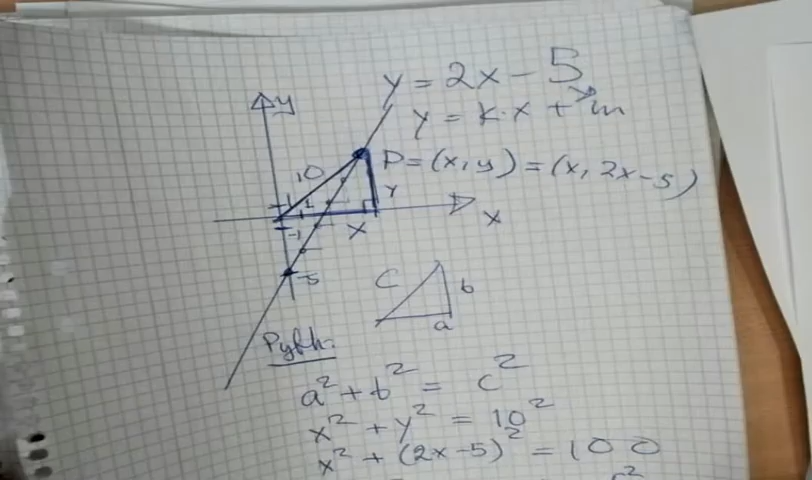 y = 2x - 5
y = k·x + m
y
10
P = (x, y) = (x, 2x-5)
1
Y
-1
x
x
-5
c
b
a
Pyth:
a² + b² = c²
x² + y² = 10²
x² + (2x-5)² = 100